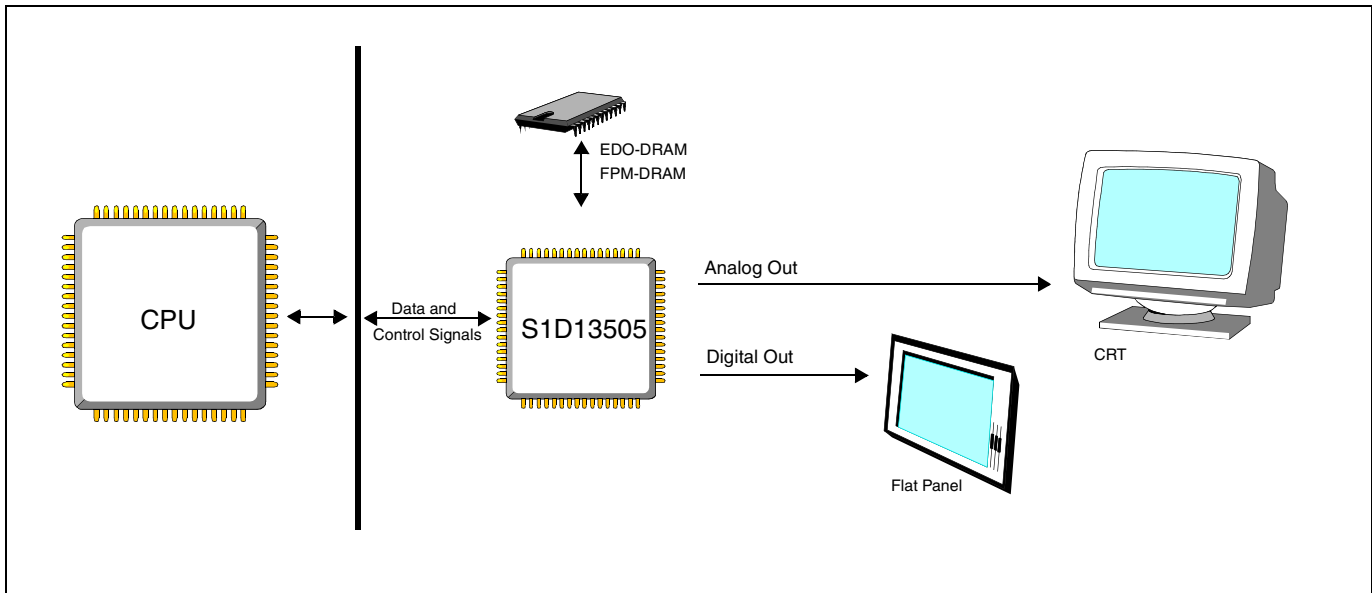 EDO-DRAM
FPM-DRAM
CPU
Data and
Control Signals
S1D13505
Analog Out
CRT
Digital Out
Flat Panel